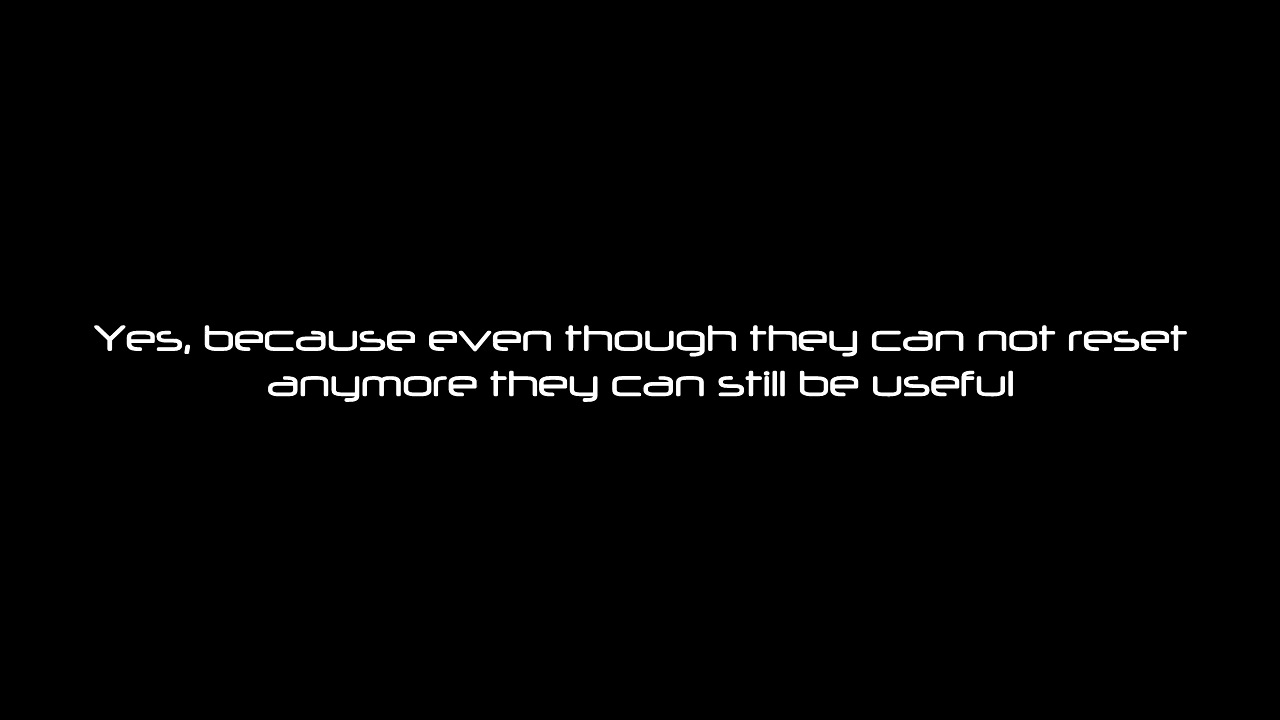 Yes, because even though they can not reset
anymore they can still be useful